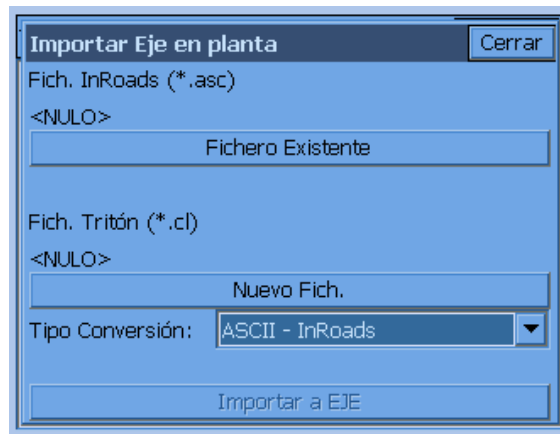 Importar Eje en planta
Cerrar
Fich. InRoads (*.asc)
<NULO>
Fichero Existente
Fich. Tritón (*.cl)
<NULO>
Nuevo Fich.
Tipo Conversión: ASCII - InRoads
Importar a EJE